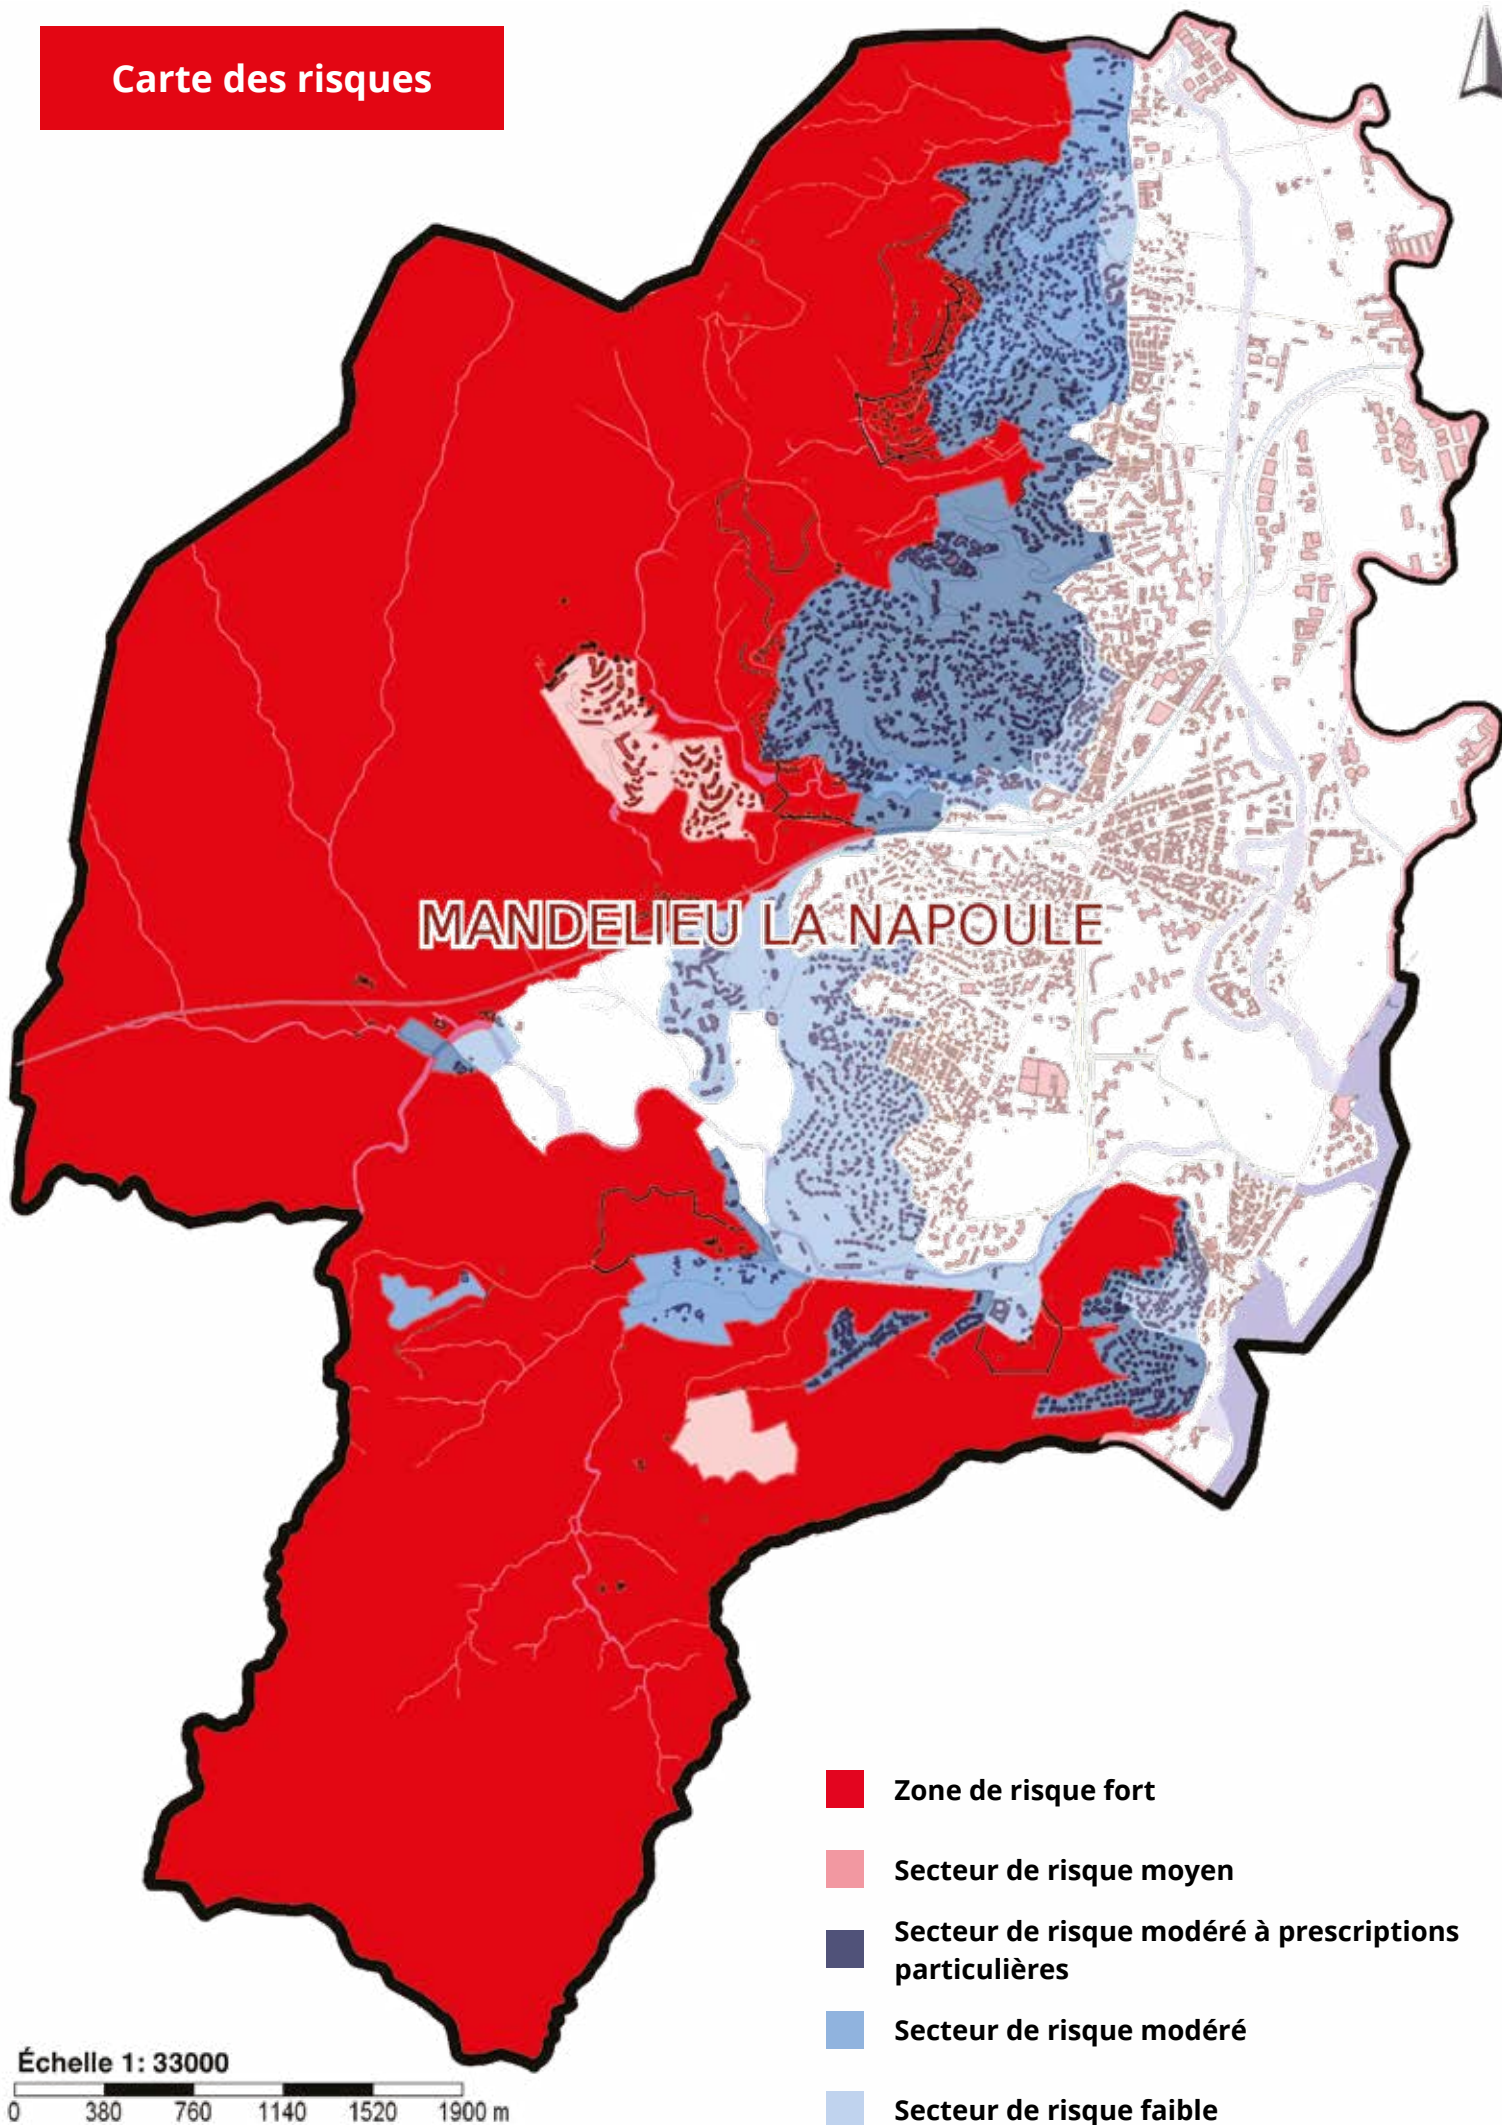 Carte des risques
MANDELIEU LA NAPOULE
Zone de risque fort
Secteur de risque moyen
Secteur de risque modéré à prescriptions
particulières
Secteur de risque modéré
Secteur de risque faible
Échelle 1: 33000
0 380 760 1140 1520 1900 m